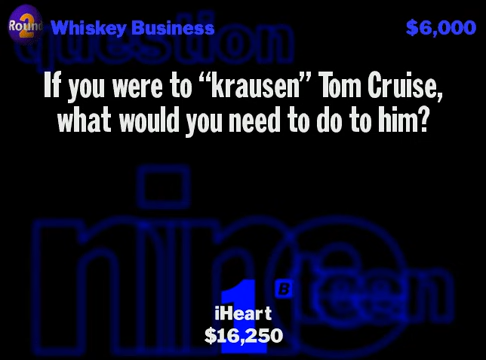 Round 2 Whiskey Business $6,000
question
If you were to “krausen” Tom Cruise,
what would you need to do to him?
nineteen
1 B
iHeart
$16,250